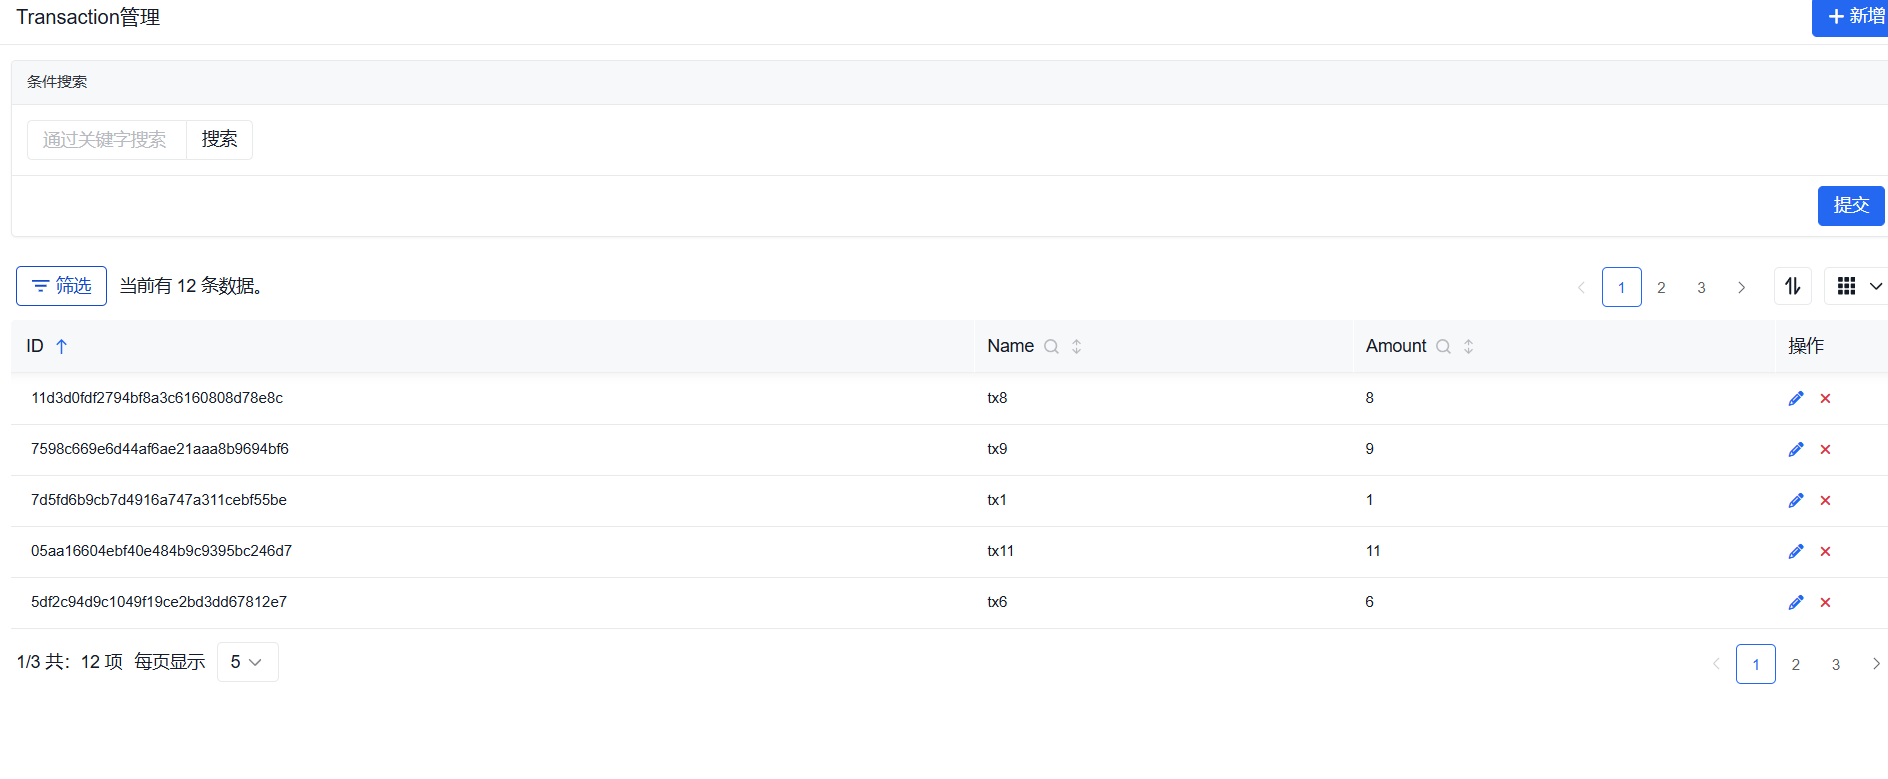 Transaction管理
新增
条件搜索
通过关键字搜索 搜索
提交
筛选 当前有 12 条数据。 1 2 3
ID Name Amount 操作
11d3d0fdf2794bf8a3c6160808d78e8c tx8 8
7598c669e6d44af6ae21aaa8b9694bf6 tx9 9
7d5fd6b9cb7d4916a747a311cebf55be tx1 1
05aa16604ebf40e484b9c9395bc246d7 tx11 11
5df2c94d9c1049f19ce2bd3dd67812e7 tx6 6
1/3 共：12 项 每页显示 5 1 2 3